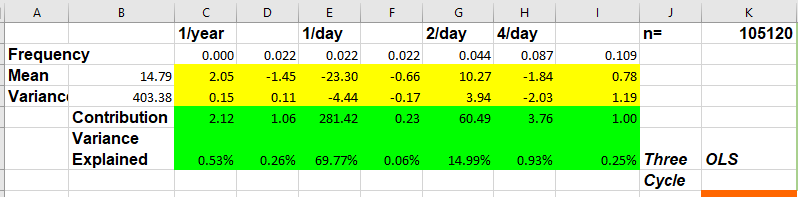 A B C D E F G H I J K
1/year 1/day 2/day 4/day n= 105120
Frequency 0.000 0.022 0.022 0.022 0.044 0.087 0.109
Mean 14.79 2.05 -1.45 -23.30 -0.66 10.27 -1.84 0.78
Varianc 403.38 0.15 0.11 -4.44 -0.17 3.94 -2.03 1.19
Contribution 2.12 1.06 281.42 0.23 60.49 3.76 1.00
Variance
Explained 0.53% 0.26% 69.77% 0.06% 14.99% 0.93% 0.25% Three OLS
Cycle